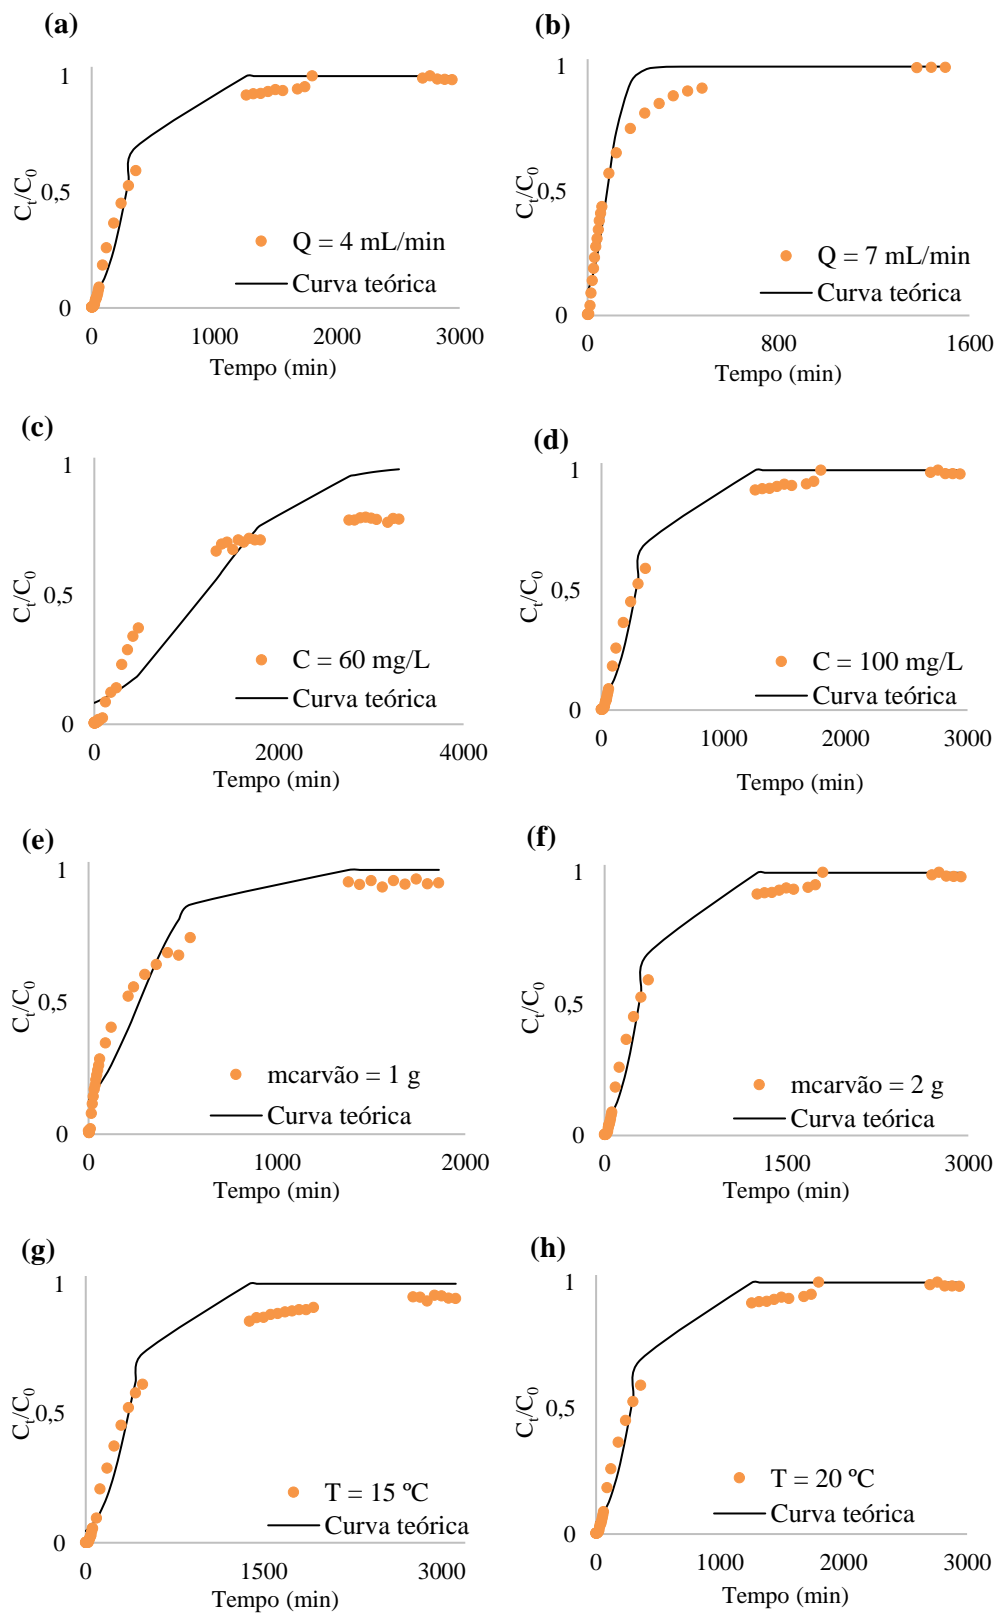 (a)
1
0,5
0
Ct/C0
Q = 4 mL/min
Curva teórica
0 1000 2000 3000
Tempo (min)
(b)
1
0,5
0
Ct/C0
Q = 7 mL/min
Curva teórica
0 800 1600
Tempo (min)
(c)
1
0,5
0
Ct/C0
C = 60 mg/L
Curva teórica
0 2000 4000
Tempo (min)
(d)
1
0,5
0
Ct/C0
C = 100 mg/L
Curva teórica
0 1000 2000 3000
Tempo (min)
(e)
1
0,5
0
Ct/C0
mcarvão = 1 g
Curva teórica
0 1000 2000
Tempo (min)
(f)
1
0,5
0
Ct/C0
mcarvão = 2 g
Curva teórica
0 1500 3000
Tempo (min)
(g)
1
0,5
0
Ct/C0
T = 15 ºC
Curva teórica
0 1500 3000
Tempo (min)
(h)
1
0,5
0
Ct/C0
T = 20 ºC
Curva teórica
0 1000 2000 3000
Tempo (min)